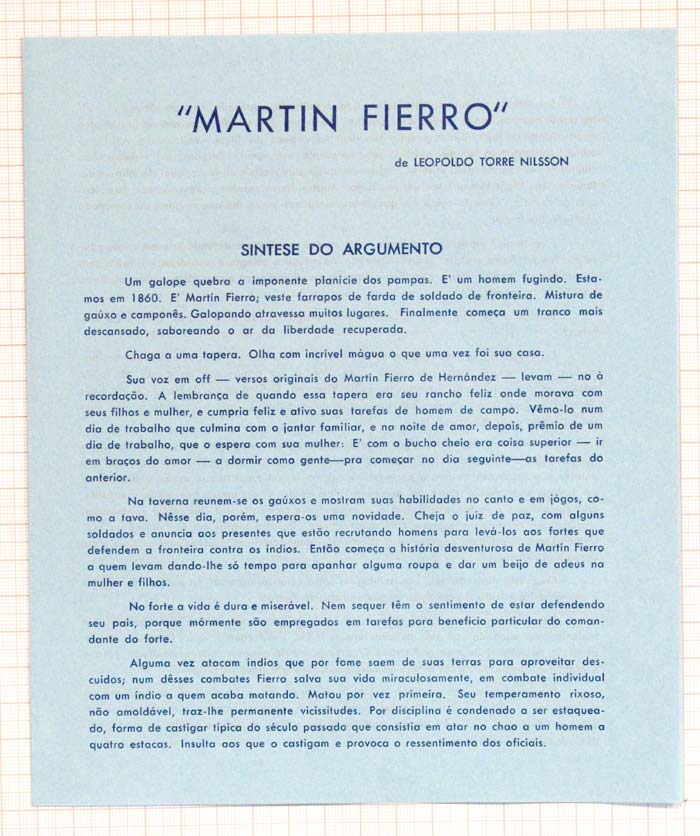 "MARTIN FIERRO"
de LEOPOLDO TORRE NILSSON
SINTESE DO ARGUMENTO
Um galope quebra a imponente planície dos pampas. E' um homem fugindo. Esta-
mos em 1860. E' Martín Fierro; veste farrapos de farda de soldado de fronteira. Mistura de
gaúxo e camponês. Galopando atravessa muitos lugares. Finalmente começa um tranco mais
descansado, saboreando o ar da liberdade recuperada.
Chaga a uma tapera. Olha com incrível mágua o que uma vez foi sua casa.
Sua voz em off — versos originais do Martín Fierro de Hernández — levam — no à
recordação. A lembrança de quando essa tapera era seu rancho feliz onde morava com
seus filhos e mulher, e cumpria feliz e ativo suas tarefas de homem de campo. Vêmo-lo num
dia de trabalho que culmina com o jantar familiar, e na noite de amor, depois, prêmio de um
dia de trabalho, que o espera com sua mulher: E' com o bucho cheio era coisa superior — ir
em braços do amor — a dormir como gente—pra começar no dia seguinte—as tarefas do
anterior.
Na taverna reunem-se os gaúxos e mostram suas habilidades no canto e em jógos, co-
mo a tava. Nêsse dia, porém, espera-os uma novidade. Cheja o juiz de paz, com alguns
soldados e anuncia aos presentes que estão recrutando homens para levá-los aos fortes que
defendem a fronteira contra os índios. Então começa a história desventurosa de Martín Fierro
a quem levam dando-lhe só tempo para apanhar alguma roupa e dar um beijo de adeus na
mulher e filhos.
No forte a vida é dura e miserável. Nem sequer têm o sentimento de estar defendendo
seu pais, porque mórmente são empregados em tarefas para beneficio particular do coman-
dante do forte.
Alguma vez atacam índios que por fome saem de suas terras para aproveitar des-
cuidos; num dêsses combates Fierro salva sua vida miraculosamente, em combate individual
com um índio a quem acaba matando. Matou por vez primeira. Seu temperamento rixoso,
não amoldável, traz-lhe permanente vicissitudes. Por disciplina é condenado a ser estaquea-
do, forma de castigar típica do século passado que consistia em atar no chao a um homem a
quatro estacas. Insulta aos que o castigam e provoca o ressentimento dos oficiais.